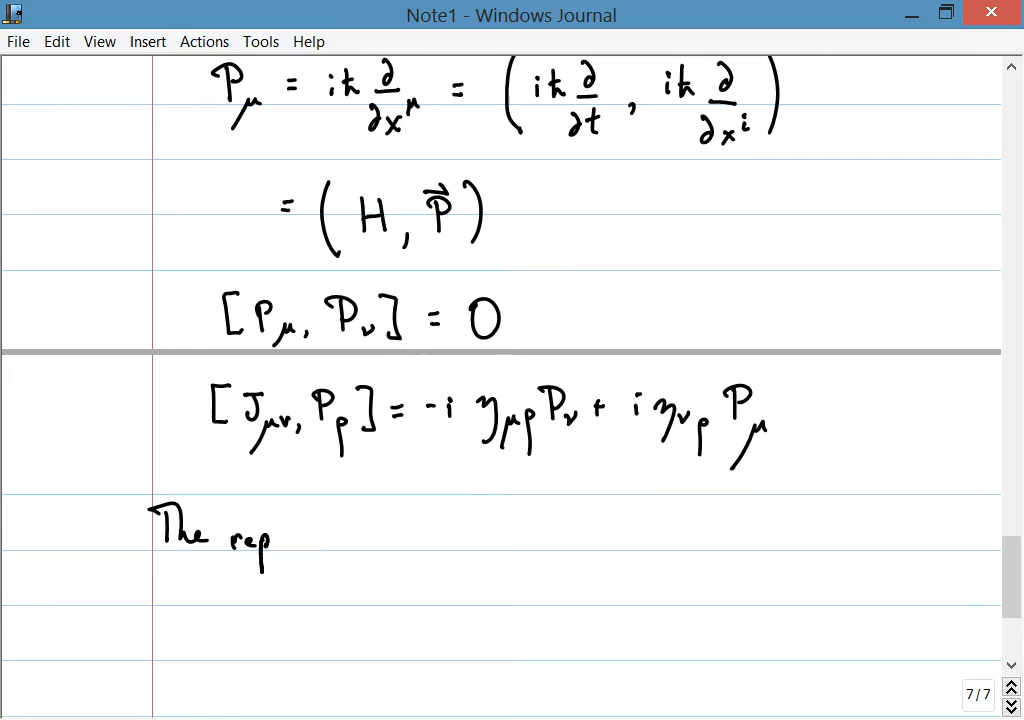 Note1 - Windows Journal
File Edit View Insert Actions Tools Help
P_μ = iħ ∂/∂x^μ = (iħ ∂/∂t, iħ ∂/∂x^i)
= (H, P⃗)
[P_μ, P_ν] = 0
[J_μν, P_ρ] = -i η_μρ P_ν + i η_νρ P_μ
The rep
7/7